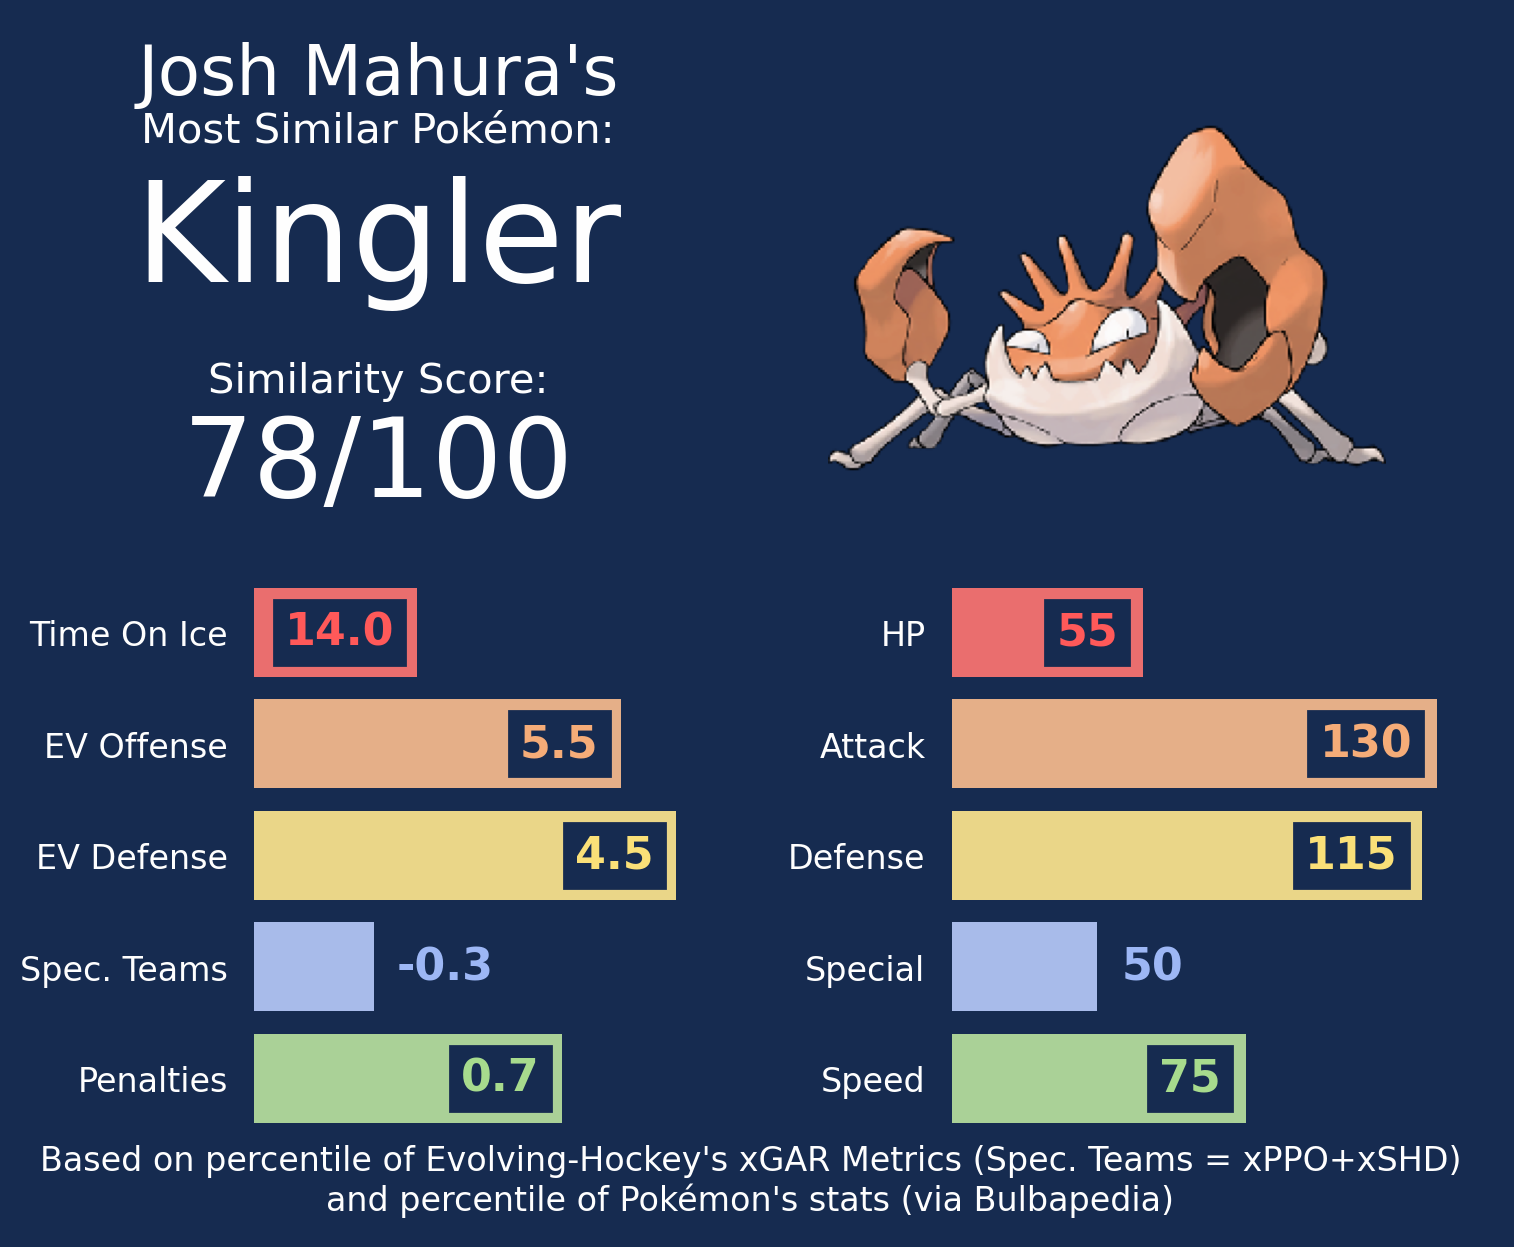 Josh Mahura's
Most Similar Pokémon:
Kingler
Similarity Score:
78/100
Time On Ice 14.0
EV Offense 5.5
EV Defense 4.5
Spec. Teams -0.3
Penalties 0.7
HP 55
Attack 130
Defense 115
Special 50
Speed 75
Based on percentile of Evolving-Hockey's xGAR Metrics (Spec. Teams = xPPO+xSHD)
and percentile of Pokémon's stats (via Bulbapedia)